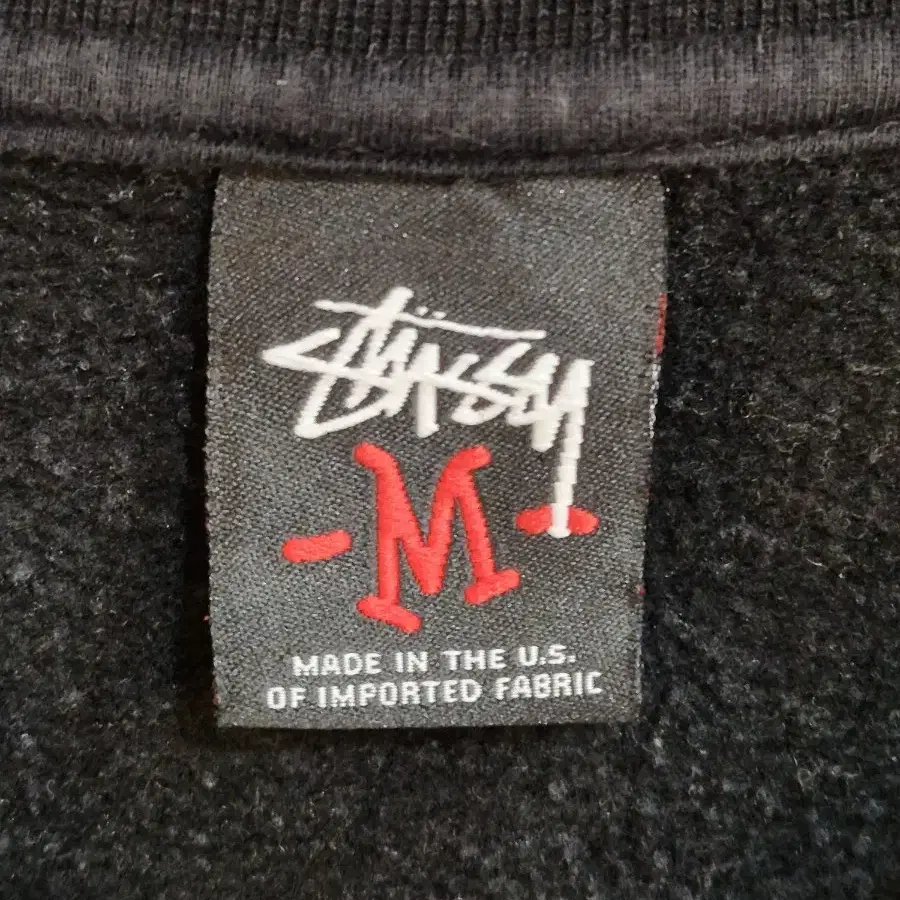 Stüssy
-M-
MADE IN THE U.S.
OF IMPORTED FABRIC